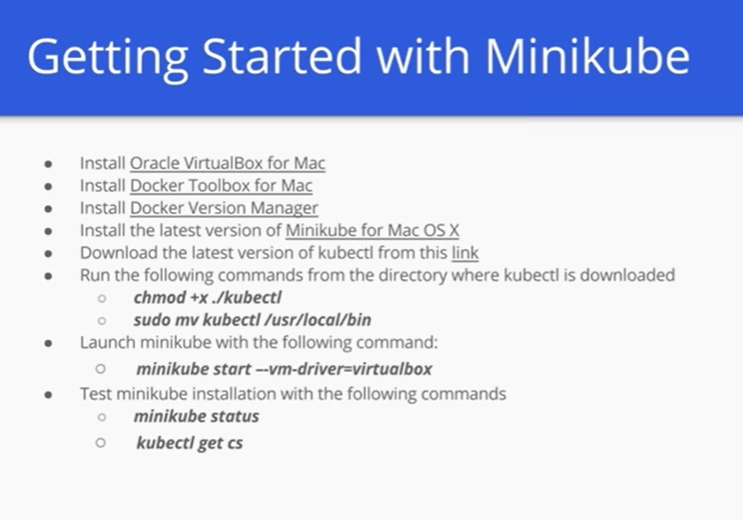 Getting Started with Minikube
● Install Oracle VirtualBox for Mac
● Install Docker Toolbox for Mac
● Install Docker Version Manager
● Install the latest version of Minikube for Mac OS X
● Download the latest version of kubectl from this link
● Run the following commands from the directory where kubectl is downloaded
○ chmod +x ./kubectl
○ sudo mv kubectl /usr/local/bin
● Launch minikube with the following command:
○ minikube start --vm-driver=virtualbox
● Test minikube installation with the following commands
○ minikube status
○ kubectl get cs